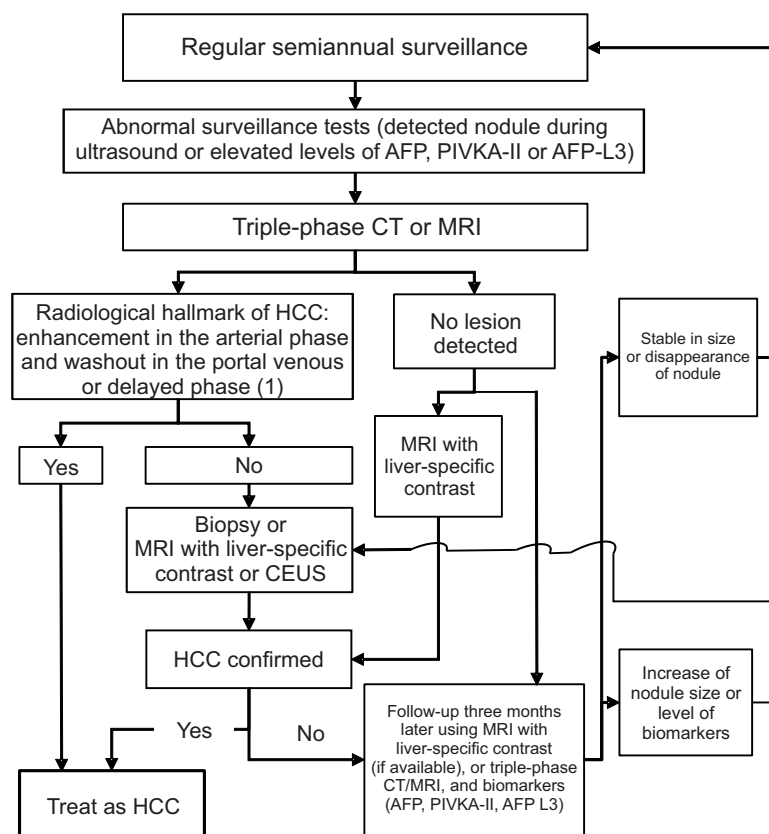 Regular semiannual surveillance
Abnormal surveillance tests (detected nodule during
ultrasound or elevated levels of AFP, PIVKA-II or AFP-L3)
Triple-phase CT or MRI
Radiological hallmark of HCC:
enhancement in the arterial phase
and washout in the portal venous
or delayed phase (1)
No lesion
detected
Stable in size
or disappearance
of nodule
Yes
No
MRI with
liver-specific
contrast
Biopsy or
MRI with liver-specific
contrast or CEUS
HCC confirmed
Increase of
nodule size or
level of
biomarkers
Yes
No
Follow-up three months
later using MRI with
liver-specific contrast
(if available), or triple-phase
CT/MRI, and biomarkers
(AFP, PIVKA-II, AFP L3)
Treat as HCC